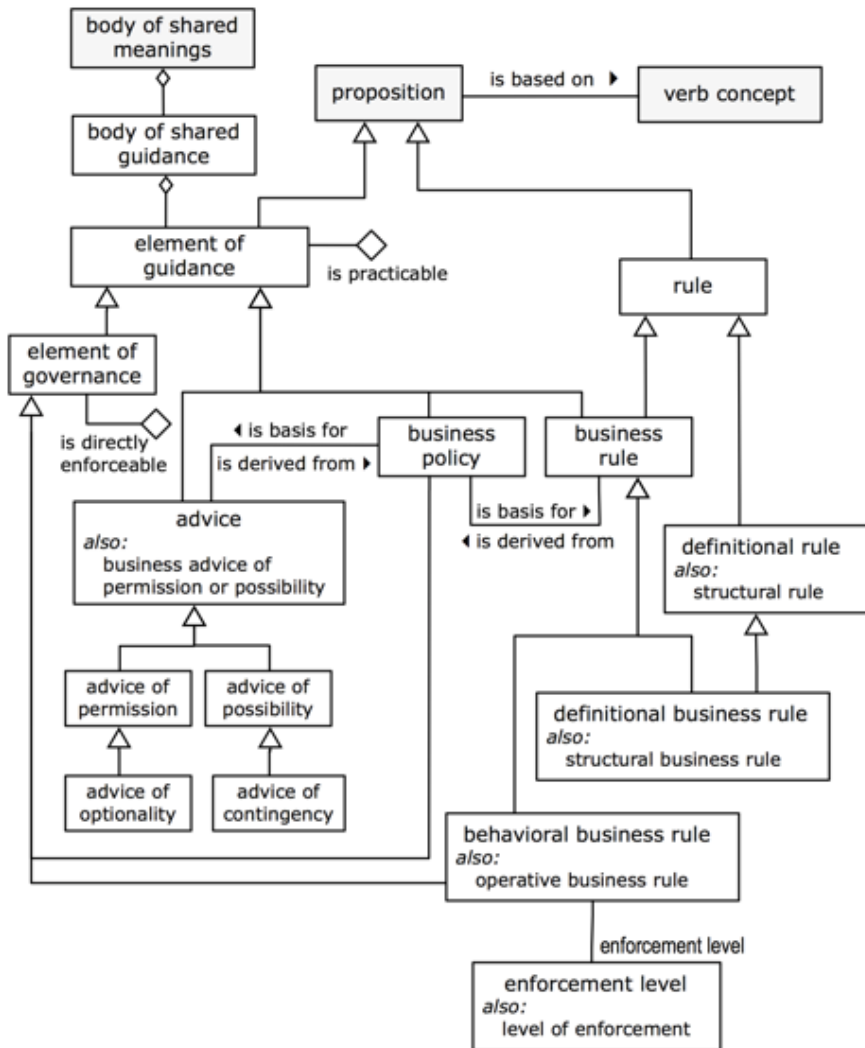 body of shared
meanings
proposition
is based on ▶
verb concept
body of shared
guidance
element of
guidance
is practicable
rule
element of
governance
is directly
enforceable
◀ is basis for
is derived from ▶
business
policy
business
rule
is basis for ▶
◀ is derived from
advice
also:
business advice of
permission or possibility
definitional rule
also:
structural rule
advice of
permission
advice of
possibility
definitional business rule
also:
structural business rule
advice of
optionality
advice of
contingency
behavioral business rule
also:
operative business rule
enforcement level
enforcement level
also:
level of enforcement